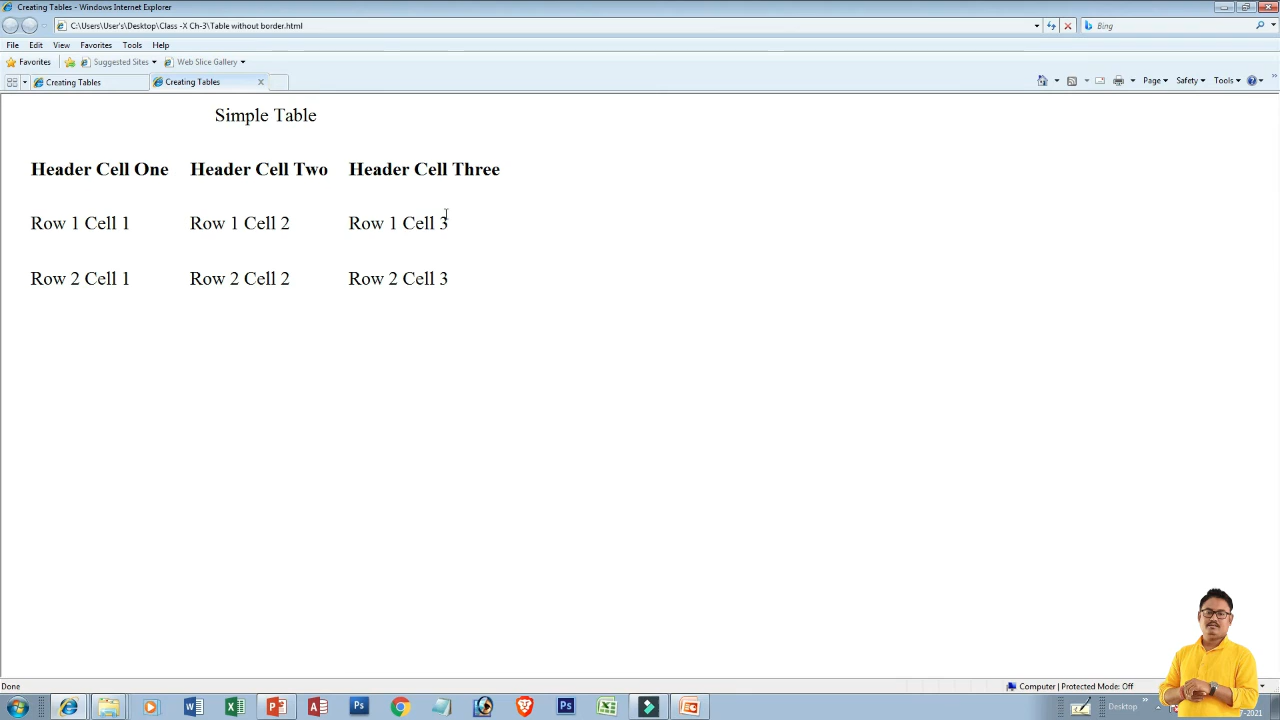 Creating Tables - Windows Internet Explorer
C:\Users\User's\Desktop\Class -X Ch-3\Table without border.html
Bing
File Edit View Favorites Tools Help
Favorites Suggested Sites Web Slice Gallery
Creating Tables Creating Tables Page Safety Tools
Simple Table
Header Cell One Header Cell Two Header Cell Three
Row 1 Cell 1 Row 1 Cell 2 Row 1 Cell 3
Row 2 Cell 1 Row 2 Cell 2 Row 2 Cell 3
Done Computer | Protected Mode: Off
Desktop
-2021